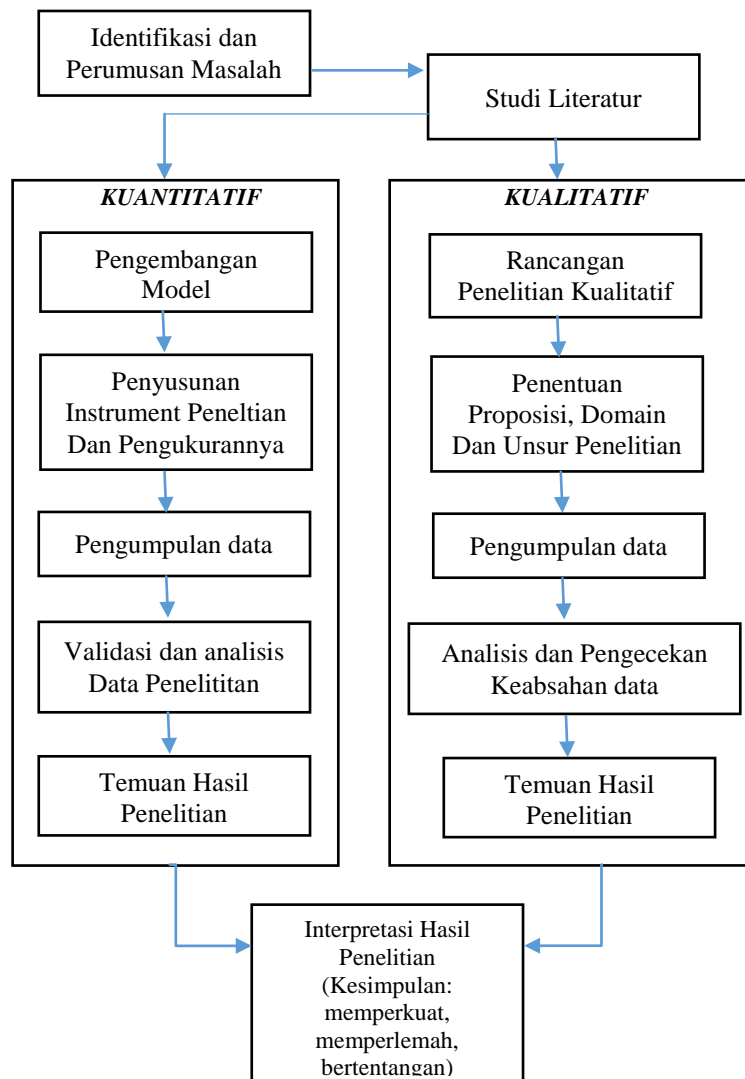 Identifikasi dan
Perumusan Masalah
Studi Literatur
KUANTITATIF
Pengembangan
Model
Penyusunan
Instrument Peneltian
Dan Pengukurannya
Pengumpulan data
Validasi dan analisis
Data Penelititan
Temuan Hasil
Penelitian
KUALITATIF
Rancangan
Penelitian Kualitatif
Penentuan
Proposisi, Domain
Dan Unsur Penelitian
Pengumpulan data
Analisis dan Pengecekan
Keabsahan data
Temuan Hasil
Penelitian
Interpretasi Hasil
Penelitian
(Kesimpulan:
memperkuat,
memperlemah,
bertentangan)